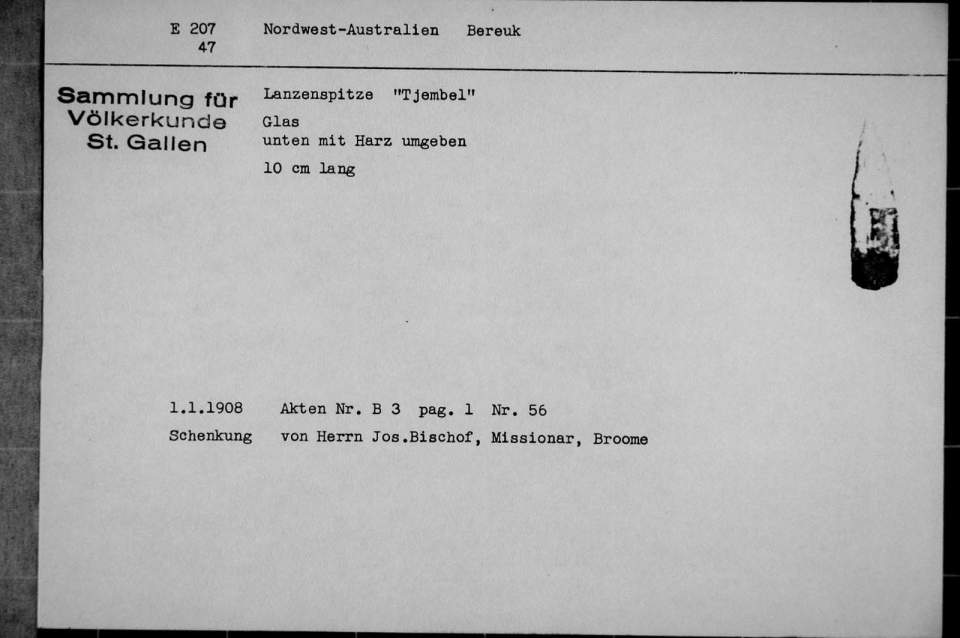 E 207 Nordwest-Australien Bereuk
47
Sammlung für
Völkerkunde
St. Gallen
Lanzenspitze "Tjembel"
Glas
unten mit Harz umgeben
10 cm lang
1.1.1908 Akten Nr. B 3 pag. 1 Nr. 56
Schenkung von Herrn Jos.Bischof, Missionar, Broome